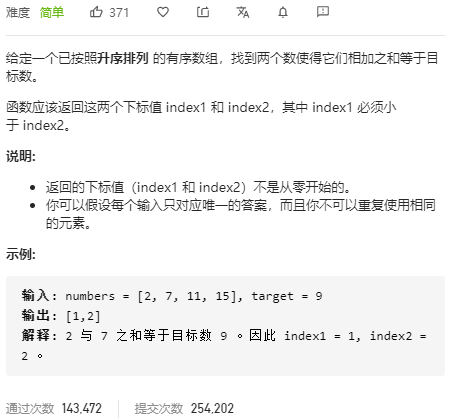 难度 简单 371
给定一个已按照升序排列 的有序数组，找到两个数使得它们相加之和等于目
标数。
函数应该返回这两个下标值 index1 和 index2，其中 index1 必须小
于 index2。
说明:
• 返回的下标值（index1 和 index2）不是从零开始的。
• 你可以假设每个输入只对应唯一的答案，而且你不可以重复使用相同
的元素。
示例:
输入: numbers = [2, 7, 11, 15], target = 9
输出: [1,2]
解释: 2 与 7 之和等于目标数 9 。因此 index1 = 1, index2 =
2 。
通过次数 143,472 提交次数 254,202